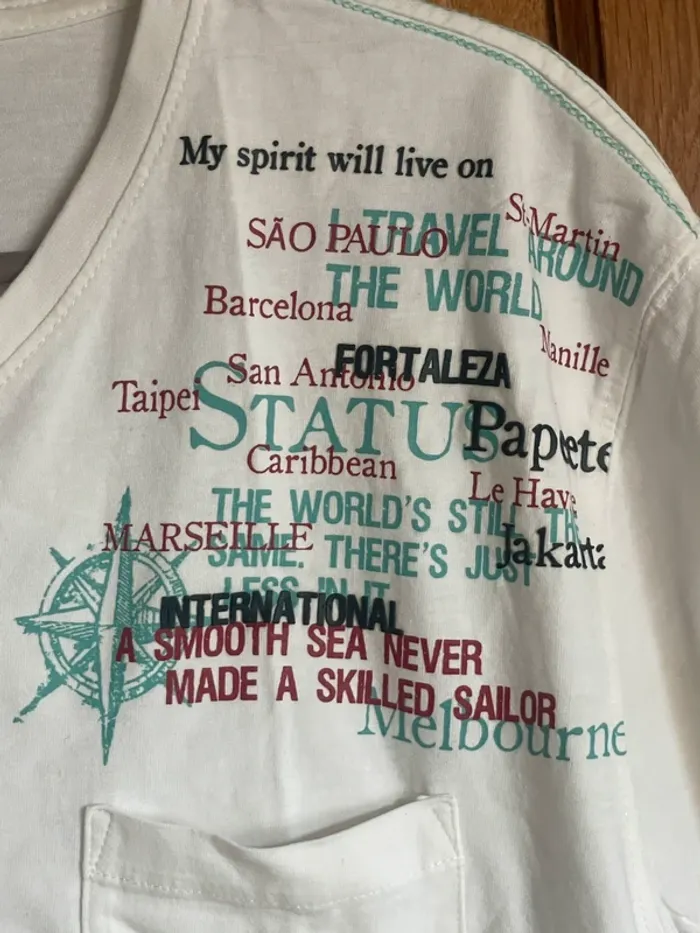 My spirit will live on
St-Martin
SÃO PAULO
I TRAVEL AROUND
THE WORLD
Barcelona
Nanille
FORTALEZA
San Antonio
Taipei
STATUS
Papeete
Caribbean
Le Havre
THE WORLD'S STILL THE
MARSEILLE
SAME. THERE'S JUST
Jakarta
LESS IN IT
INTERNATIONAL
A SMOOTH SEA NEVER
MADE A SKILLED SAILOR
Melbourne